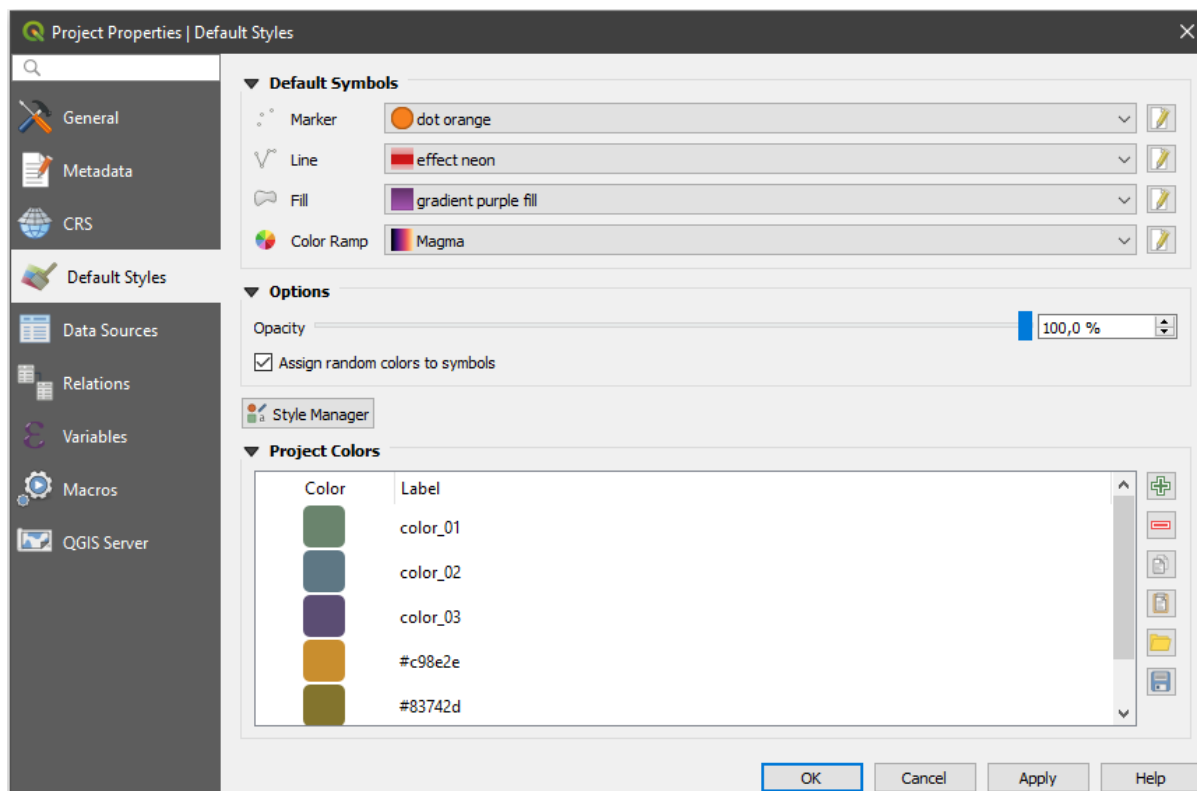 Project Properties | Default Styles
General
Metadata
CRS
Default Styles
Data Sources
Relations
Variables
Macros
QGIS Server
Default Symbols
Marker dot orange
Line effect neon
Fill gradient purple fill
Color Ramp Magma
Options
Opacity 100,0 %
Assign random colors to symbols
Style Manager
Project Colors
Color Label
color_01
color_02
color_03
#c98e2e
#83742d
OK Cancel Apply Help